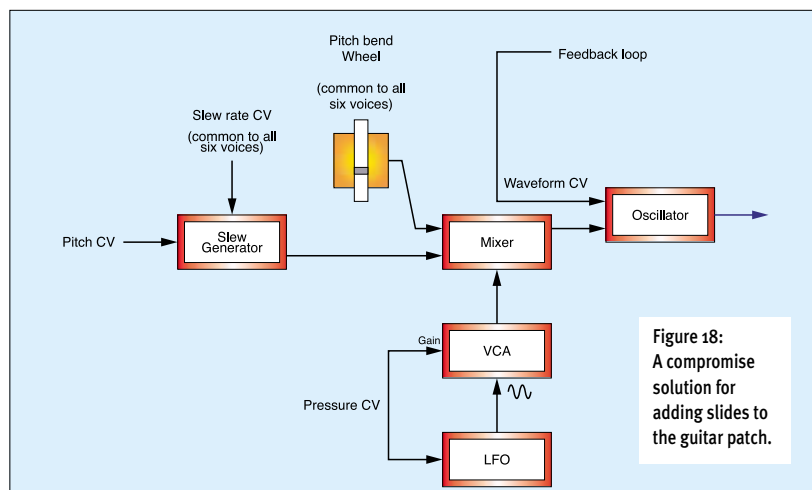 Pitch bend
Wheel
(common to all
six voices)
Feedback loop
Slew rate CV
(common to all
six voices)
Waveform CV
Oscillator
Pitch CV
Slew
Generator
Mixer
Gain
VCA
Pressure CV
LFO
Figure 18:
A compromise
solution for
adding slides to
the guitar patch.